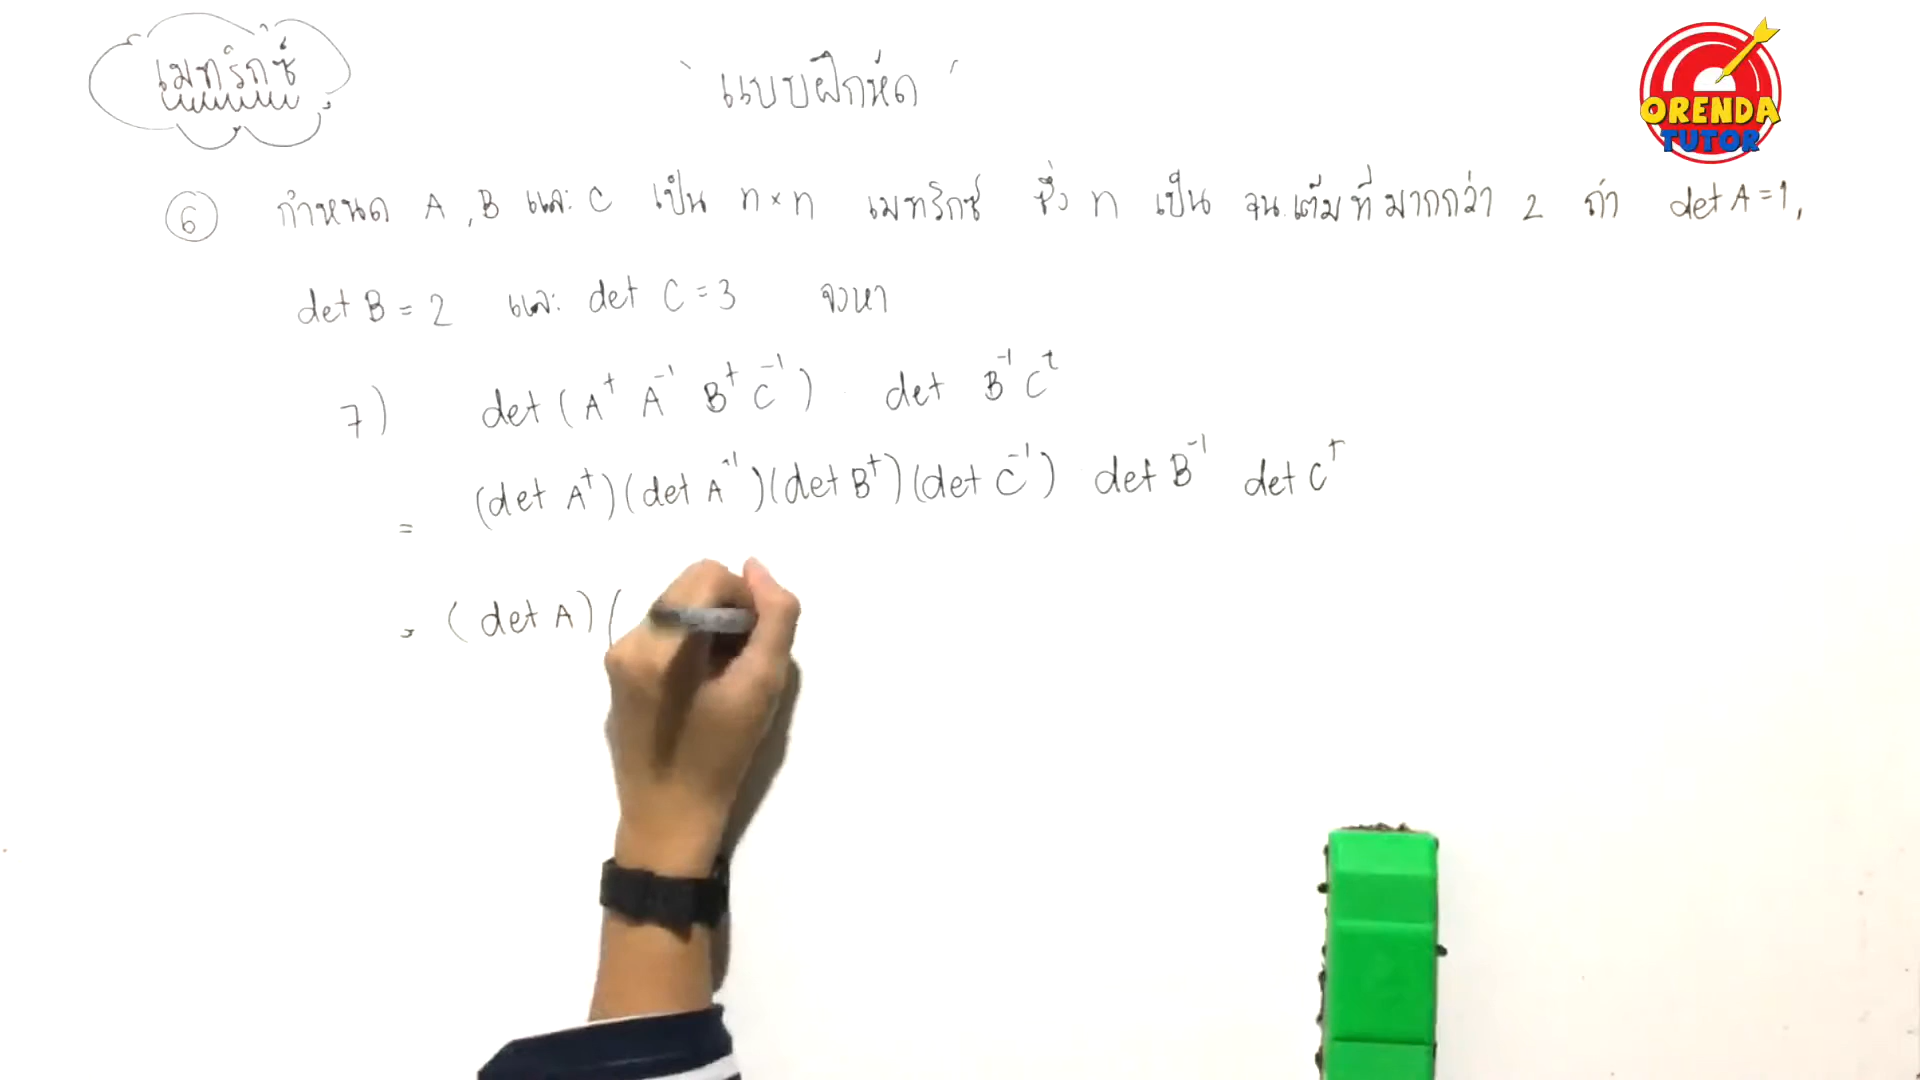 เมทริกซ์
" แบบฝึกหัด "
ORENDA
TUTOR
⑥ กำหนด A , B และ C เป็น n × n เมทริกซ์ ซึ่ง n เป็น จน.เต็มที่มากกว่า 2 ถ้า det A = 1,
det B = 2 และ det C = 3 จงหา
7) det ( Aᵗ A⁻¹ Bᵗ C⁻¹ ) det B⁻¹ Cᵗ
= (det Aᵗ) (det A⁻¹) (det Bᵗ) (det C⁻¹) det B⁻¹ det Cᵗ
= ( det A ) (